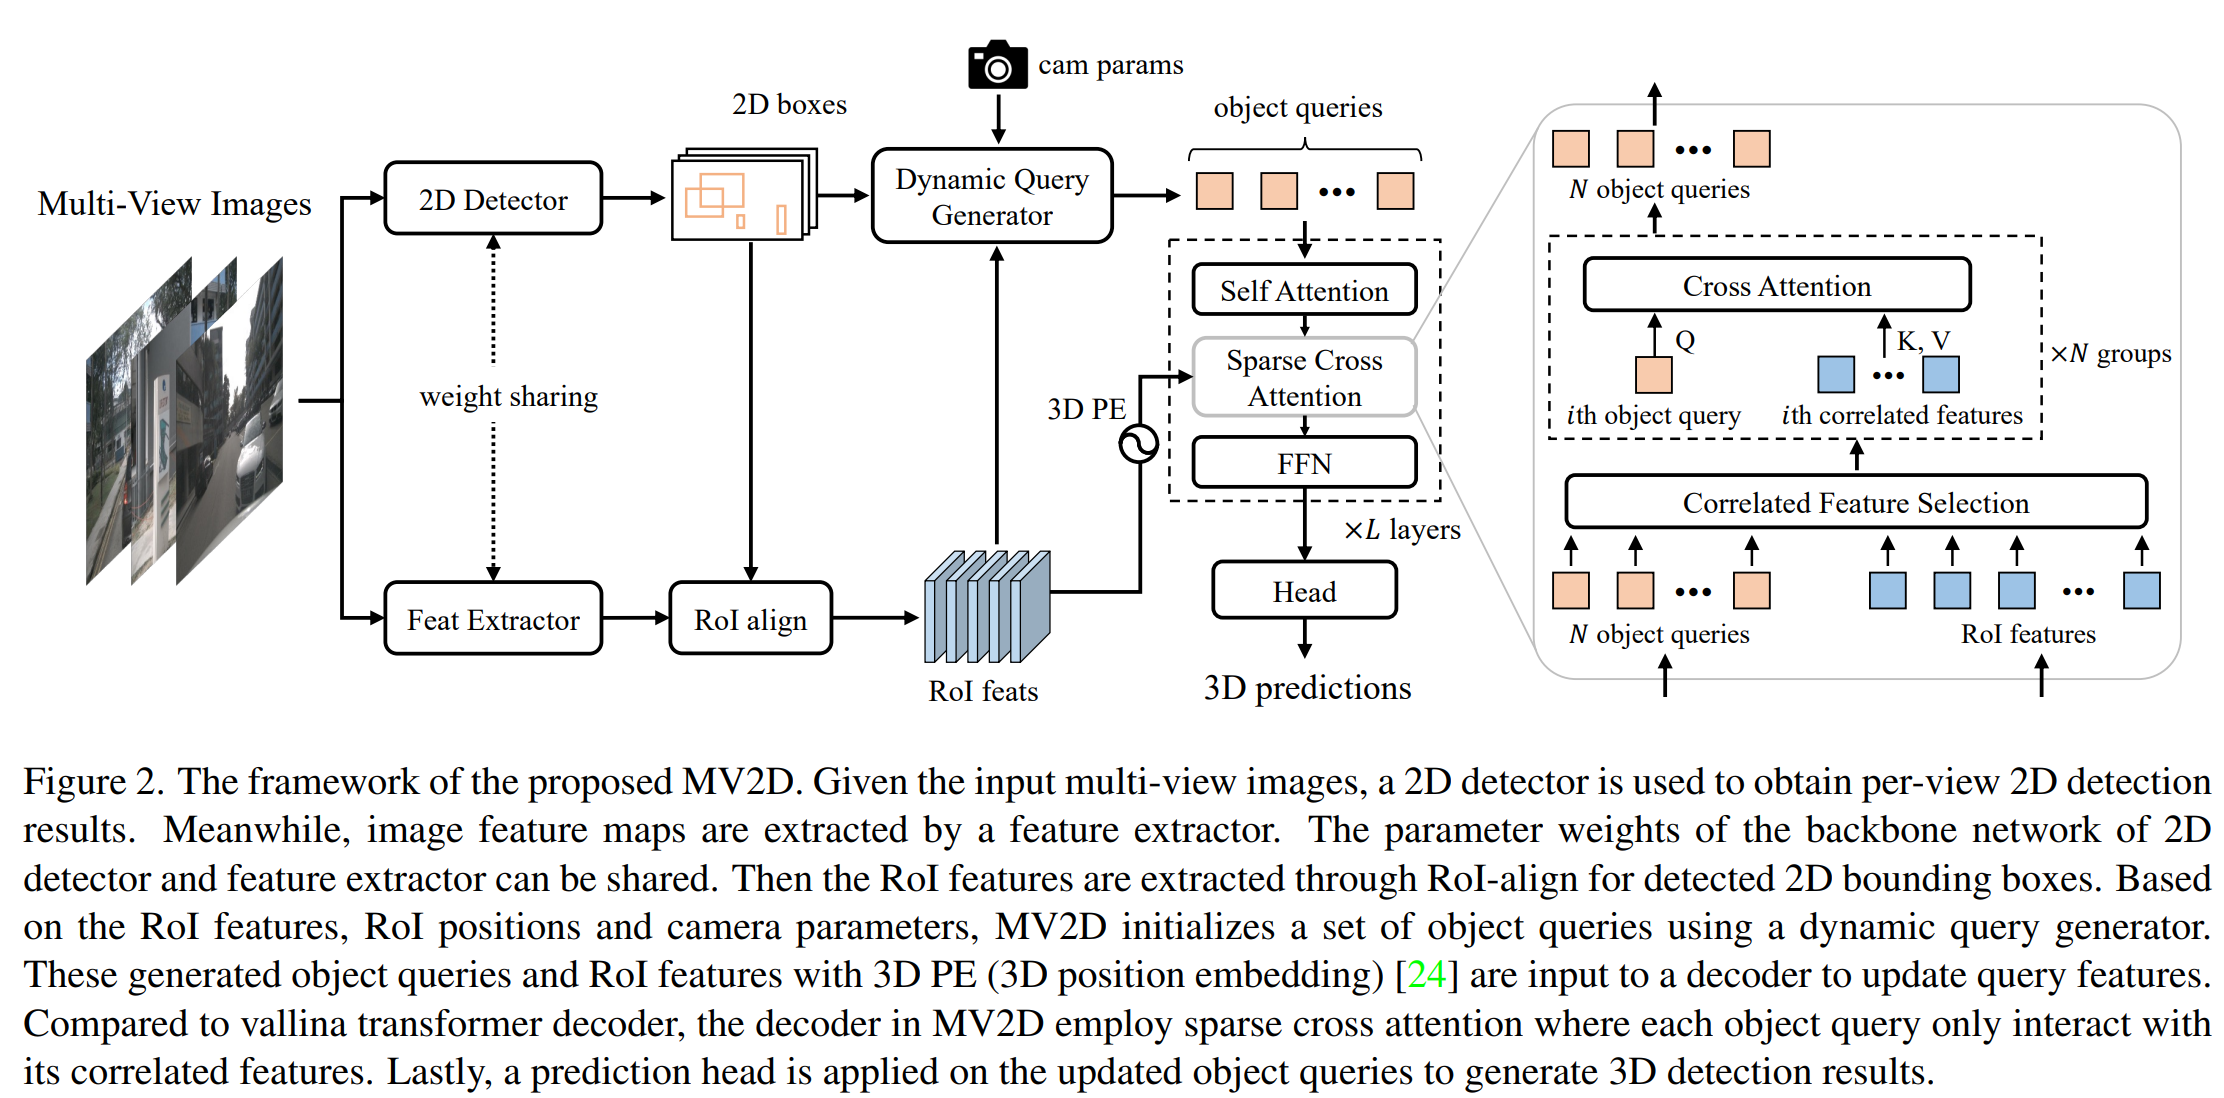 cam params
2D boxes
object queries
Multi-View Images
2D Detector
Dynamic Query
Generator
weight sharing
Feat Extractor
RoI align
RoI feats
3D PE
Self Attention
Sparse Cross
Attention
FFN
×L layers
Head
3D predictions
N object queries
Cross Attention
Q
K, V
×N groups
ith object query
ith correlated features
Correlated Feature Selection
N object queries
RoI features
Figure 2. The framework of the proposed MV2D. Given the input multi-view images, a 2D detector is used to obtain per-view 2D detection
results. Meanwhile, image feature maps are extracted by a feature extractor. The parameter weights of the backbone network of 2D
detector and feature extractor can be shared. Then the RoI features are extracted through RoI-align for detected 2D bounding boxes. Based
on the RoI features, RoI positions and camera parameters, MV2D initializes a set of object queries using a dynamic query generator.
These generated object queries and RoI features with 3D PE (3D position embedding) [24] are input to a decoder to update query features.
Compared to vallina transformer decoder, the decoder in MV2D employ sparse cross attention where each object query only interact with
its correlated features. Lastly, a prediction head is applied on the updated object queries to generate 3D detection results.